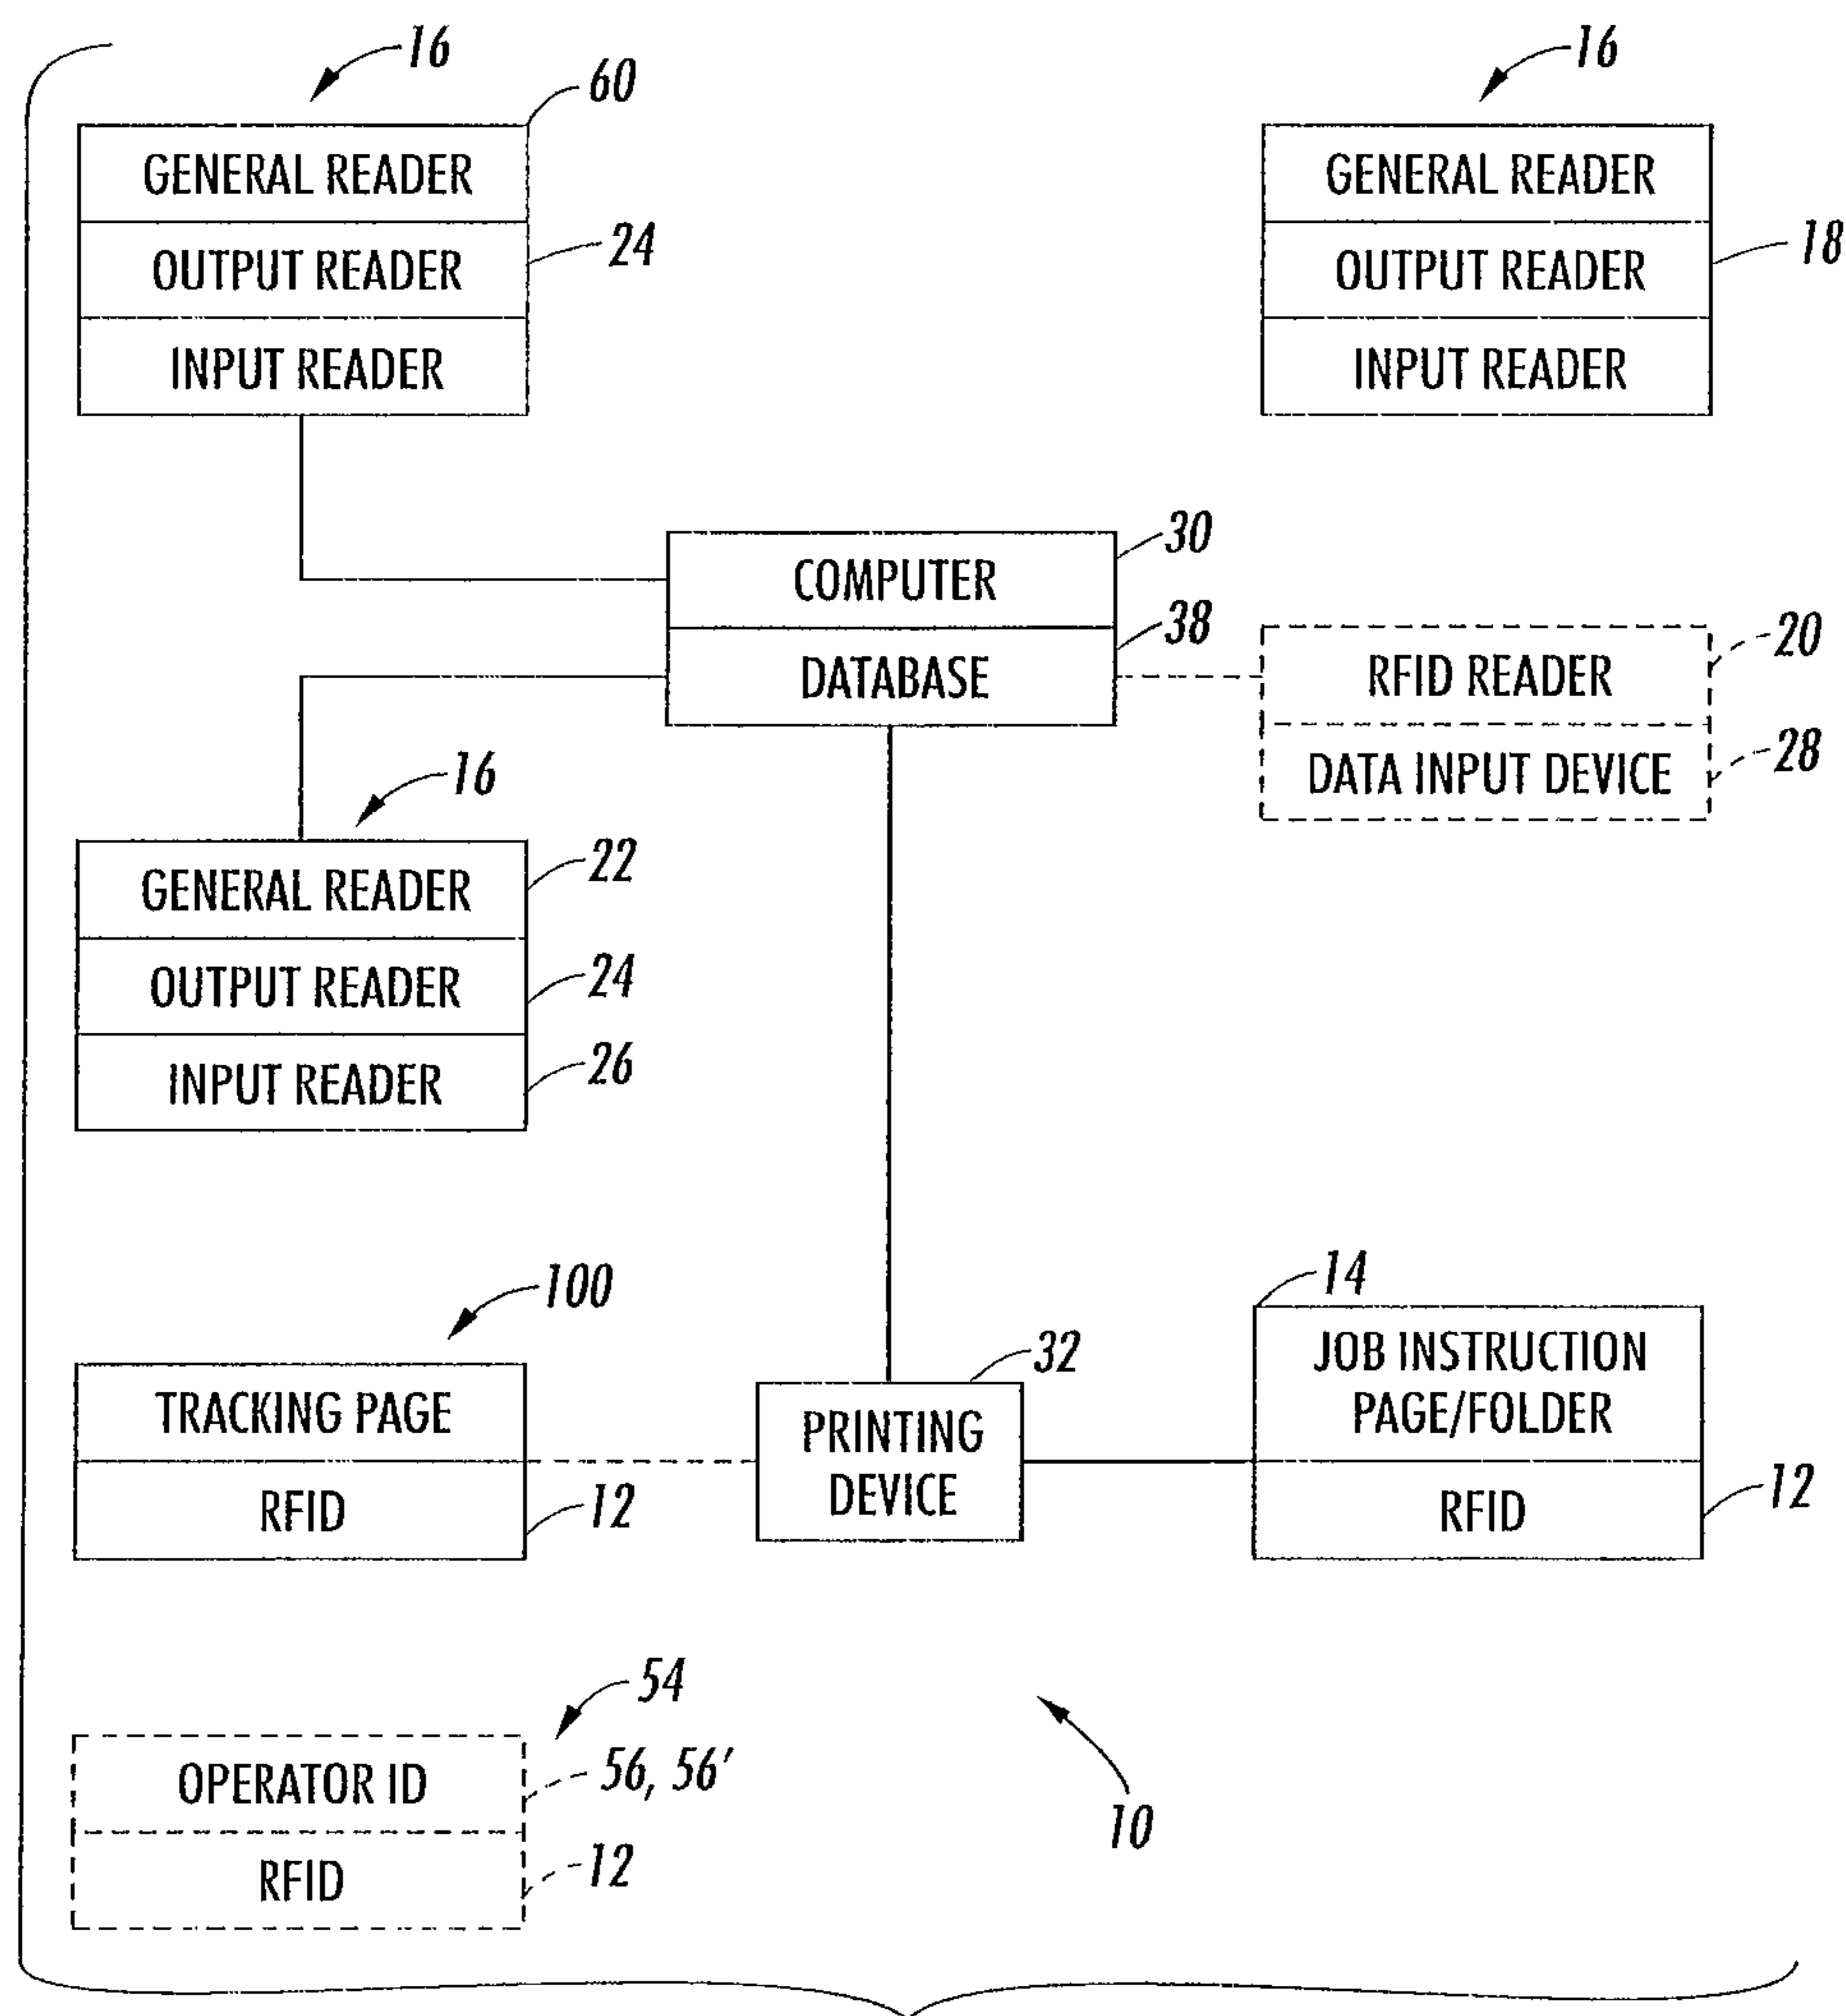 16
60
GENERAL READER
OUTPUT READER
24
INPUT READER
16
GENERAL READER
OUTPUT READER
18
INPUT READER
COMPUTER
30
DATABASE
38
RFID READER
20
DATA INPUT DEVICE
28
16
GENERAL READER
22
OUTPUT READER
24
INPUT READER
26
100
TRACKING PAGE
RFID
12
32
PRINTING
DEVICE
14
JOB INSTRUCTION
PAGE/FOLDER
RFID
12
54
OPERATOR ID
56, 56'
RFID
12
10